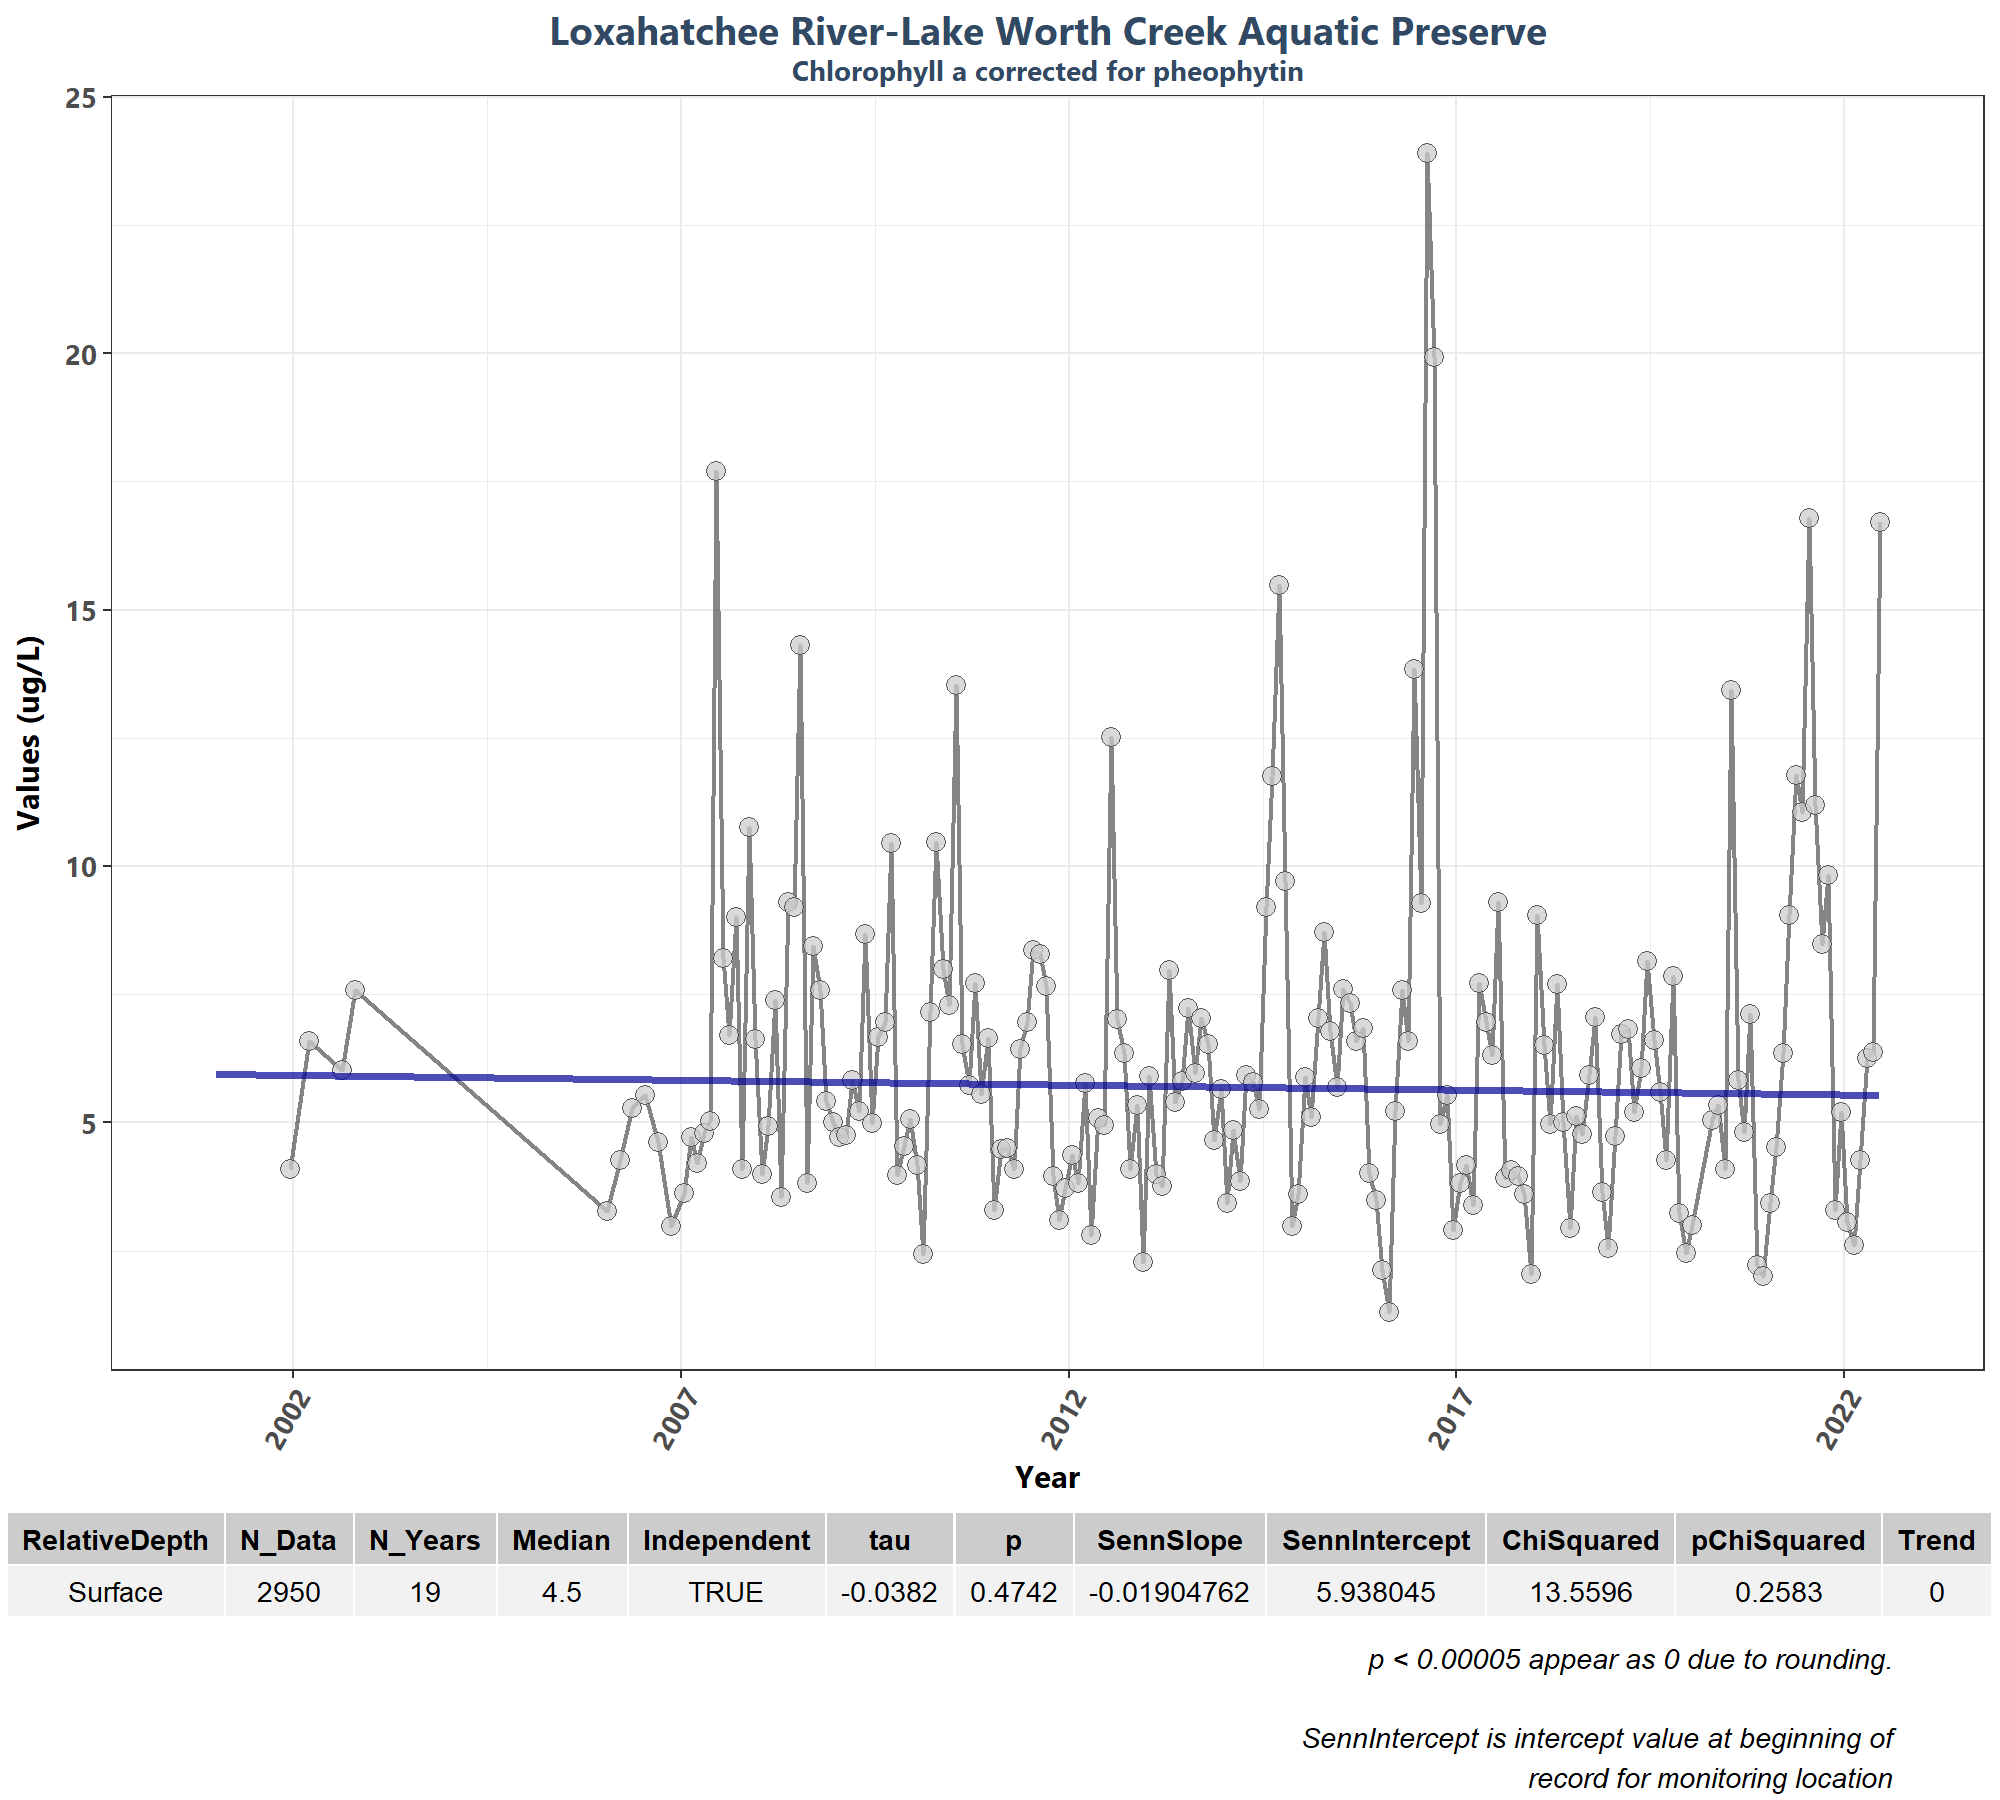 Loxahatchee River-Lake Worth Creek Aquatic Preserve
Chlorophyll a corrected for pheophytin
25
20
15
10
5
Values (ug/L)
2002 2007 2012 2017 2022
Year
RelativeDepth N_Data N_Years Median Independent tau p SennSlope SennIntercept ChiSquared pChiSquared Trend
Surface 2950 19 4.5 TRUE -0.0382 0.4742 -0.01904762 5.938045 13.5596 0.2583 0
p < 0.00005 appear as 0 due to rounding.
SennIntercept is intercept value at beginning of
record for monitoring location